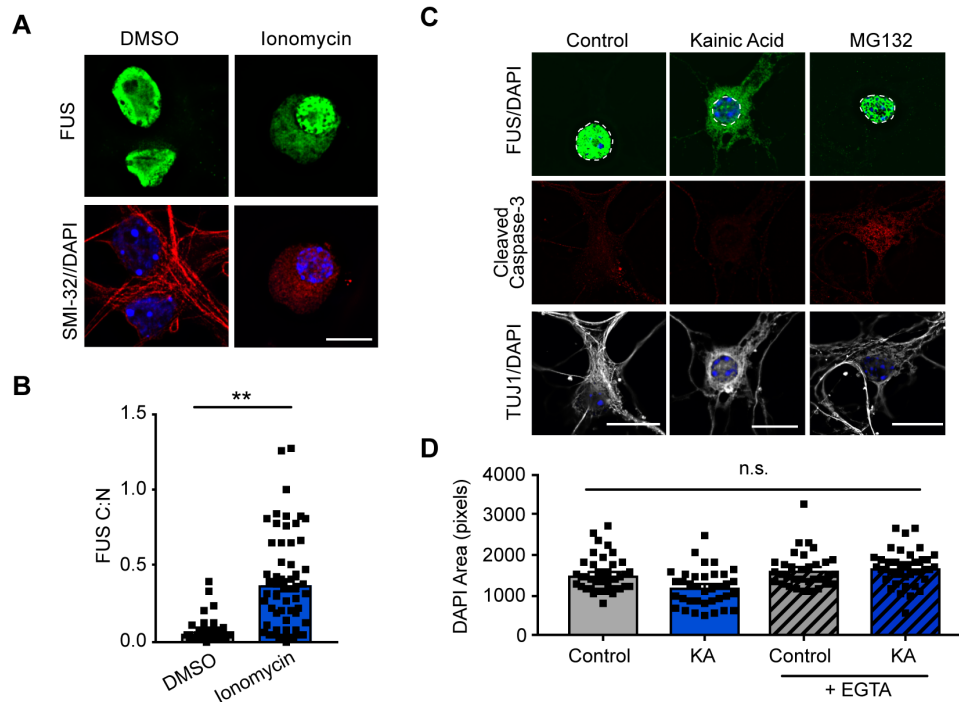 A
DMSO
Ionomycin
FUS
SMI-32//DAPI
B
**
FUS C:N
1.5
1.0
0.5
0.0
DMSO
Ionomycin
C
Control
Kainic Acid
MG132
FUS/DAPI
Cleaved
Caspase-3
TUJ1/DAPI
D
n.s.
DAPI Area (pixels)
4000
3000
2000
1000
0
Control
KA
Control
KA
+ EGTA